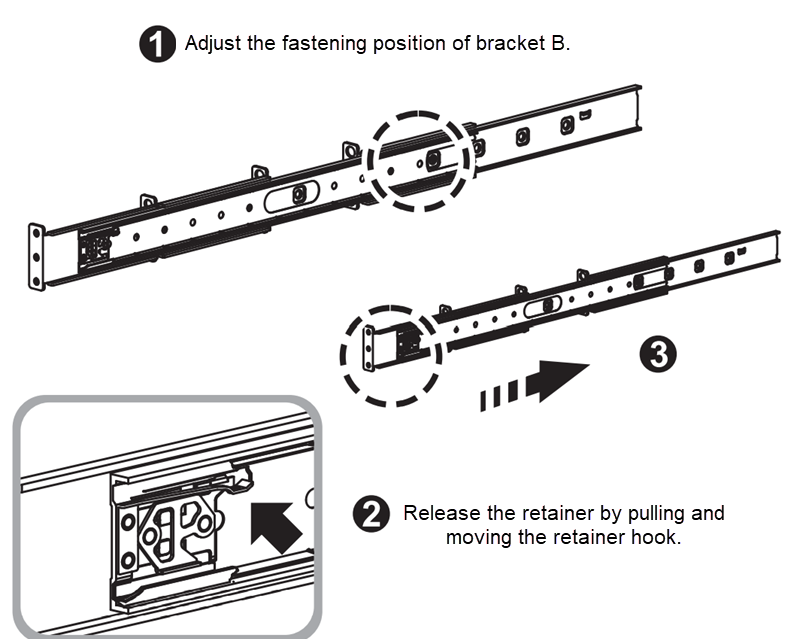 1 Adjust the fastening position of bracket B.
3
2 Release the retainer by pulling and
moving the retainer hook.